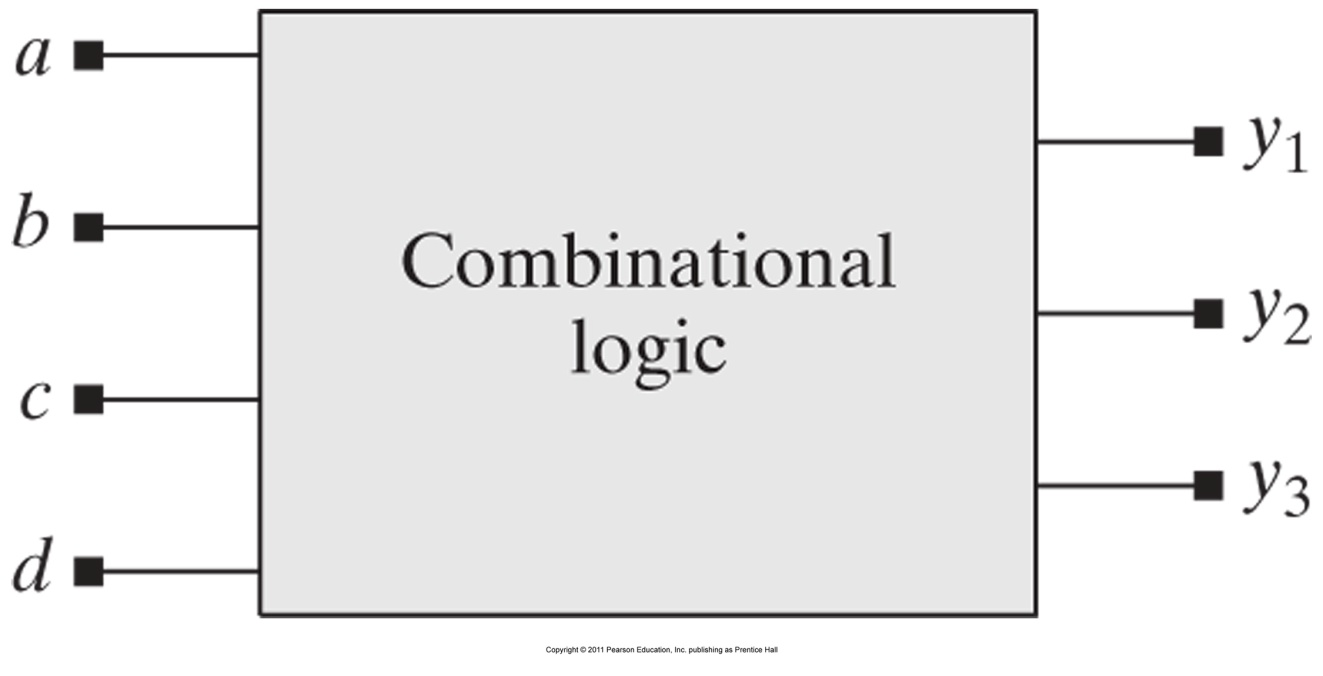 a
b
c
d
Combinational
logic
y1
y2
y3
Copyright © 2011 Pearson Education, Inc. publishing as Prentice Hall